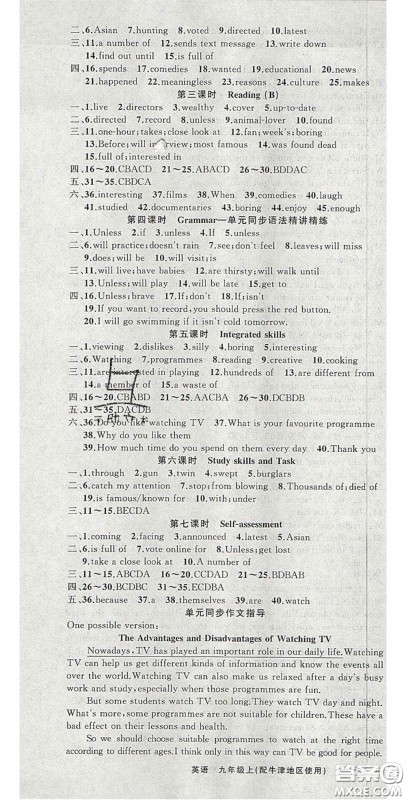 二、6.Asian 7.hunting 8.voted 9.directed 10.latest
三、11.a number of 12.sends text message 13.write down
14.find out until 15.is full of
四、16.spends 17.comedies 18.wanted 19.educational 20.news
21.happened 22.meaningless 23.reasons 24.culture 25.makes
第三课时 Reading (B)
一、1.live 2.directors 3.wealthy 4.cover 5.up-to-date
二、6.directed 7.record 8.unless 9.animal-lover 10.found
三、11.one-hour;takes;close look at 12.fan;week;boring
13.Before;will in view;main 14.was found dead
15.full of;interested in
四、16~20.CBACD 21~25.ABACD 26~30.BDDAC
五、31~35.CBDCA
六、36.interesting 37.films 38.When 39.comedies 40.laugh
41.studied 42.documentaries 43.boring 44.enjoy 45.enough
第四课时 Grammar—单元同步语法精讲精练
一、1.Unless 2.if 3.unless 4.If 5.unless
二、6.will practice;doesn't rain 7.see;don't 8.leaves;will miss
9.does;will be 10.will visit;is
三、11.will live;have babies 12.are thirsty;will walk until
13.Unless;will play 14.will be late 15.unless;get up
四、16.Unless;brave 17.If;don't 18.If;isn't
19.If you want to record,you should press the red button.
20.I will go swimming if it isn't cold tomorrow.
第五课时 Integrated skills
一、1.viewing 2.dislikes 3.silly 4.boring 5.interesting
二、6.Watching 7.programmes 8.reading 9.creative 10.cooking
三、11.are interested in playing 12.hundreds of 13.are different from
14.a member of 15.a waste of
四、16~20.CBABD 21~25.DACAB 26~30.DCBDB
五、31~35.DACDB
六、36.Do you like watching TV 37.What is your favourite programme
38.Why do you like them
39.How much time do you spend on them every day 40.Thank you
第六课时 Study skills and Task
一、1.through 2.gun 3.twin 4.swept 5.burglars
二、6.catch my attention 7.stop from;blowing 8.Thousands of;died
9.is famous/known for;with 10.was covered with
三、11~15.BECDA
第七课时 Self-assessment
一、1.coming 2.facing 3.announced 4.latest 5.Asian
二、6.is full of 7.vote online for 8.Unless;get lost
9.stop from 10.because of
三、11~15.ABCDA 16~20.CCDAD 21~25.BDBAB
四、26~30.BCDBC 31~35.EACDB
五、36.because 37.a 38.themselves 39.are 40.watch
单元同步作文指导
One possible version:
The Advantages and Disadvantages of Watching TV
Nowadays,TV has played an important role in our daily life.Watching
TV can help us get different kinds of information and know the events
all over the world.Watching TV can also make us relaxed after a day's
busy study,especially when those programmes are fun.
But some students watch TV too long.They watch TV day and night.
What's more,some programmes are not suitable for children.These have a
bad effect on their lessons and health.
So we should choose suitable programmes to watch at the right time
according to different ages.I think only in this way can TV be good for people.
英语 九年级上(配牛津地区使用)
答案圈
MXQE.COM